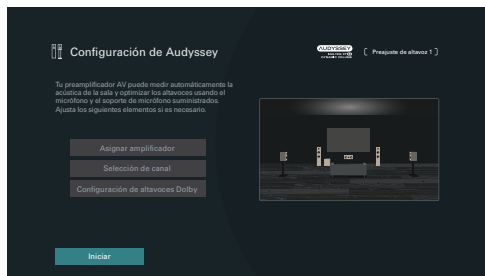 Configuración de Audyssey
AUDYSSEY
Preajuste de altavoz 1
Tu preamplificador AV puede medir automáticamente la
acústica de la sala y optimizar los altavoces usando el
micrófono y el soporte de micrófono suministrados.
Ajusta los siguientes elementos si es necesario.
Asignar amplificador
Selección de canal
Configuración de altavoces Dolby
Iniciar